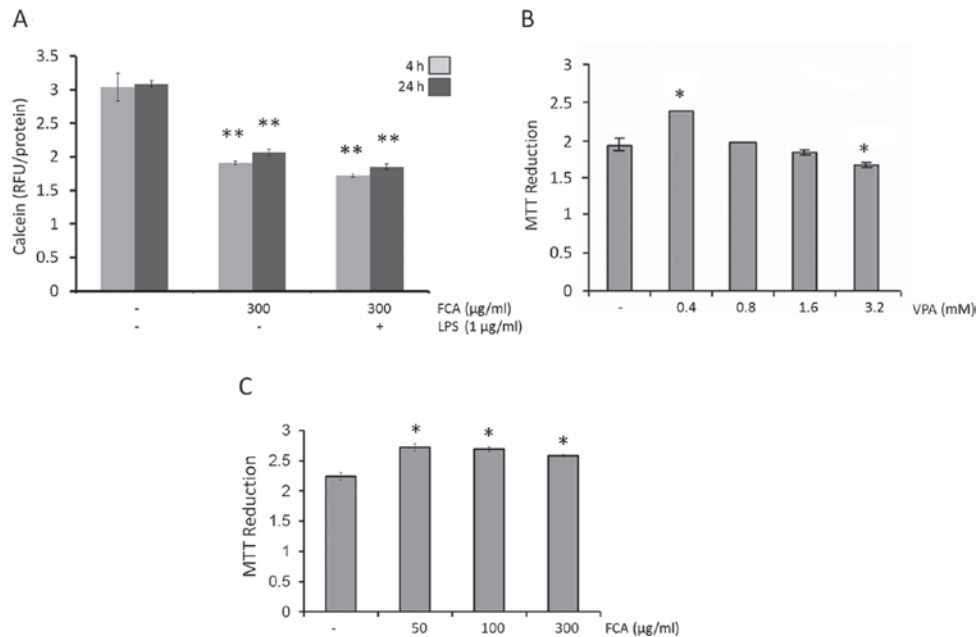 A
Calcein (RFU/protein)
3.5
3
2.5
2
1.5
1
0.5
0
4 h
24 h
** **
** **
- 300 300 FCA (µg/ml)
- - + LPS (1 µg/ml)
B
MTT Reduction
3
2.5
2
1.5
1
0.5
0
*
*
- 0.4 0.8 1.6 3.2 VPA (mM)
C
MTT Reduction
3
2.5
2
1.5
1
0.5
0
* * *
- 50 100 300 FCA (µg/ml)